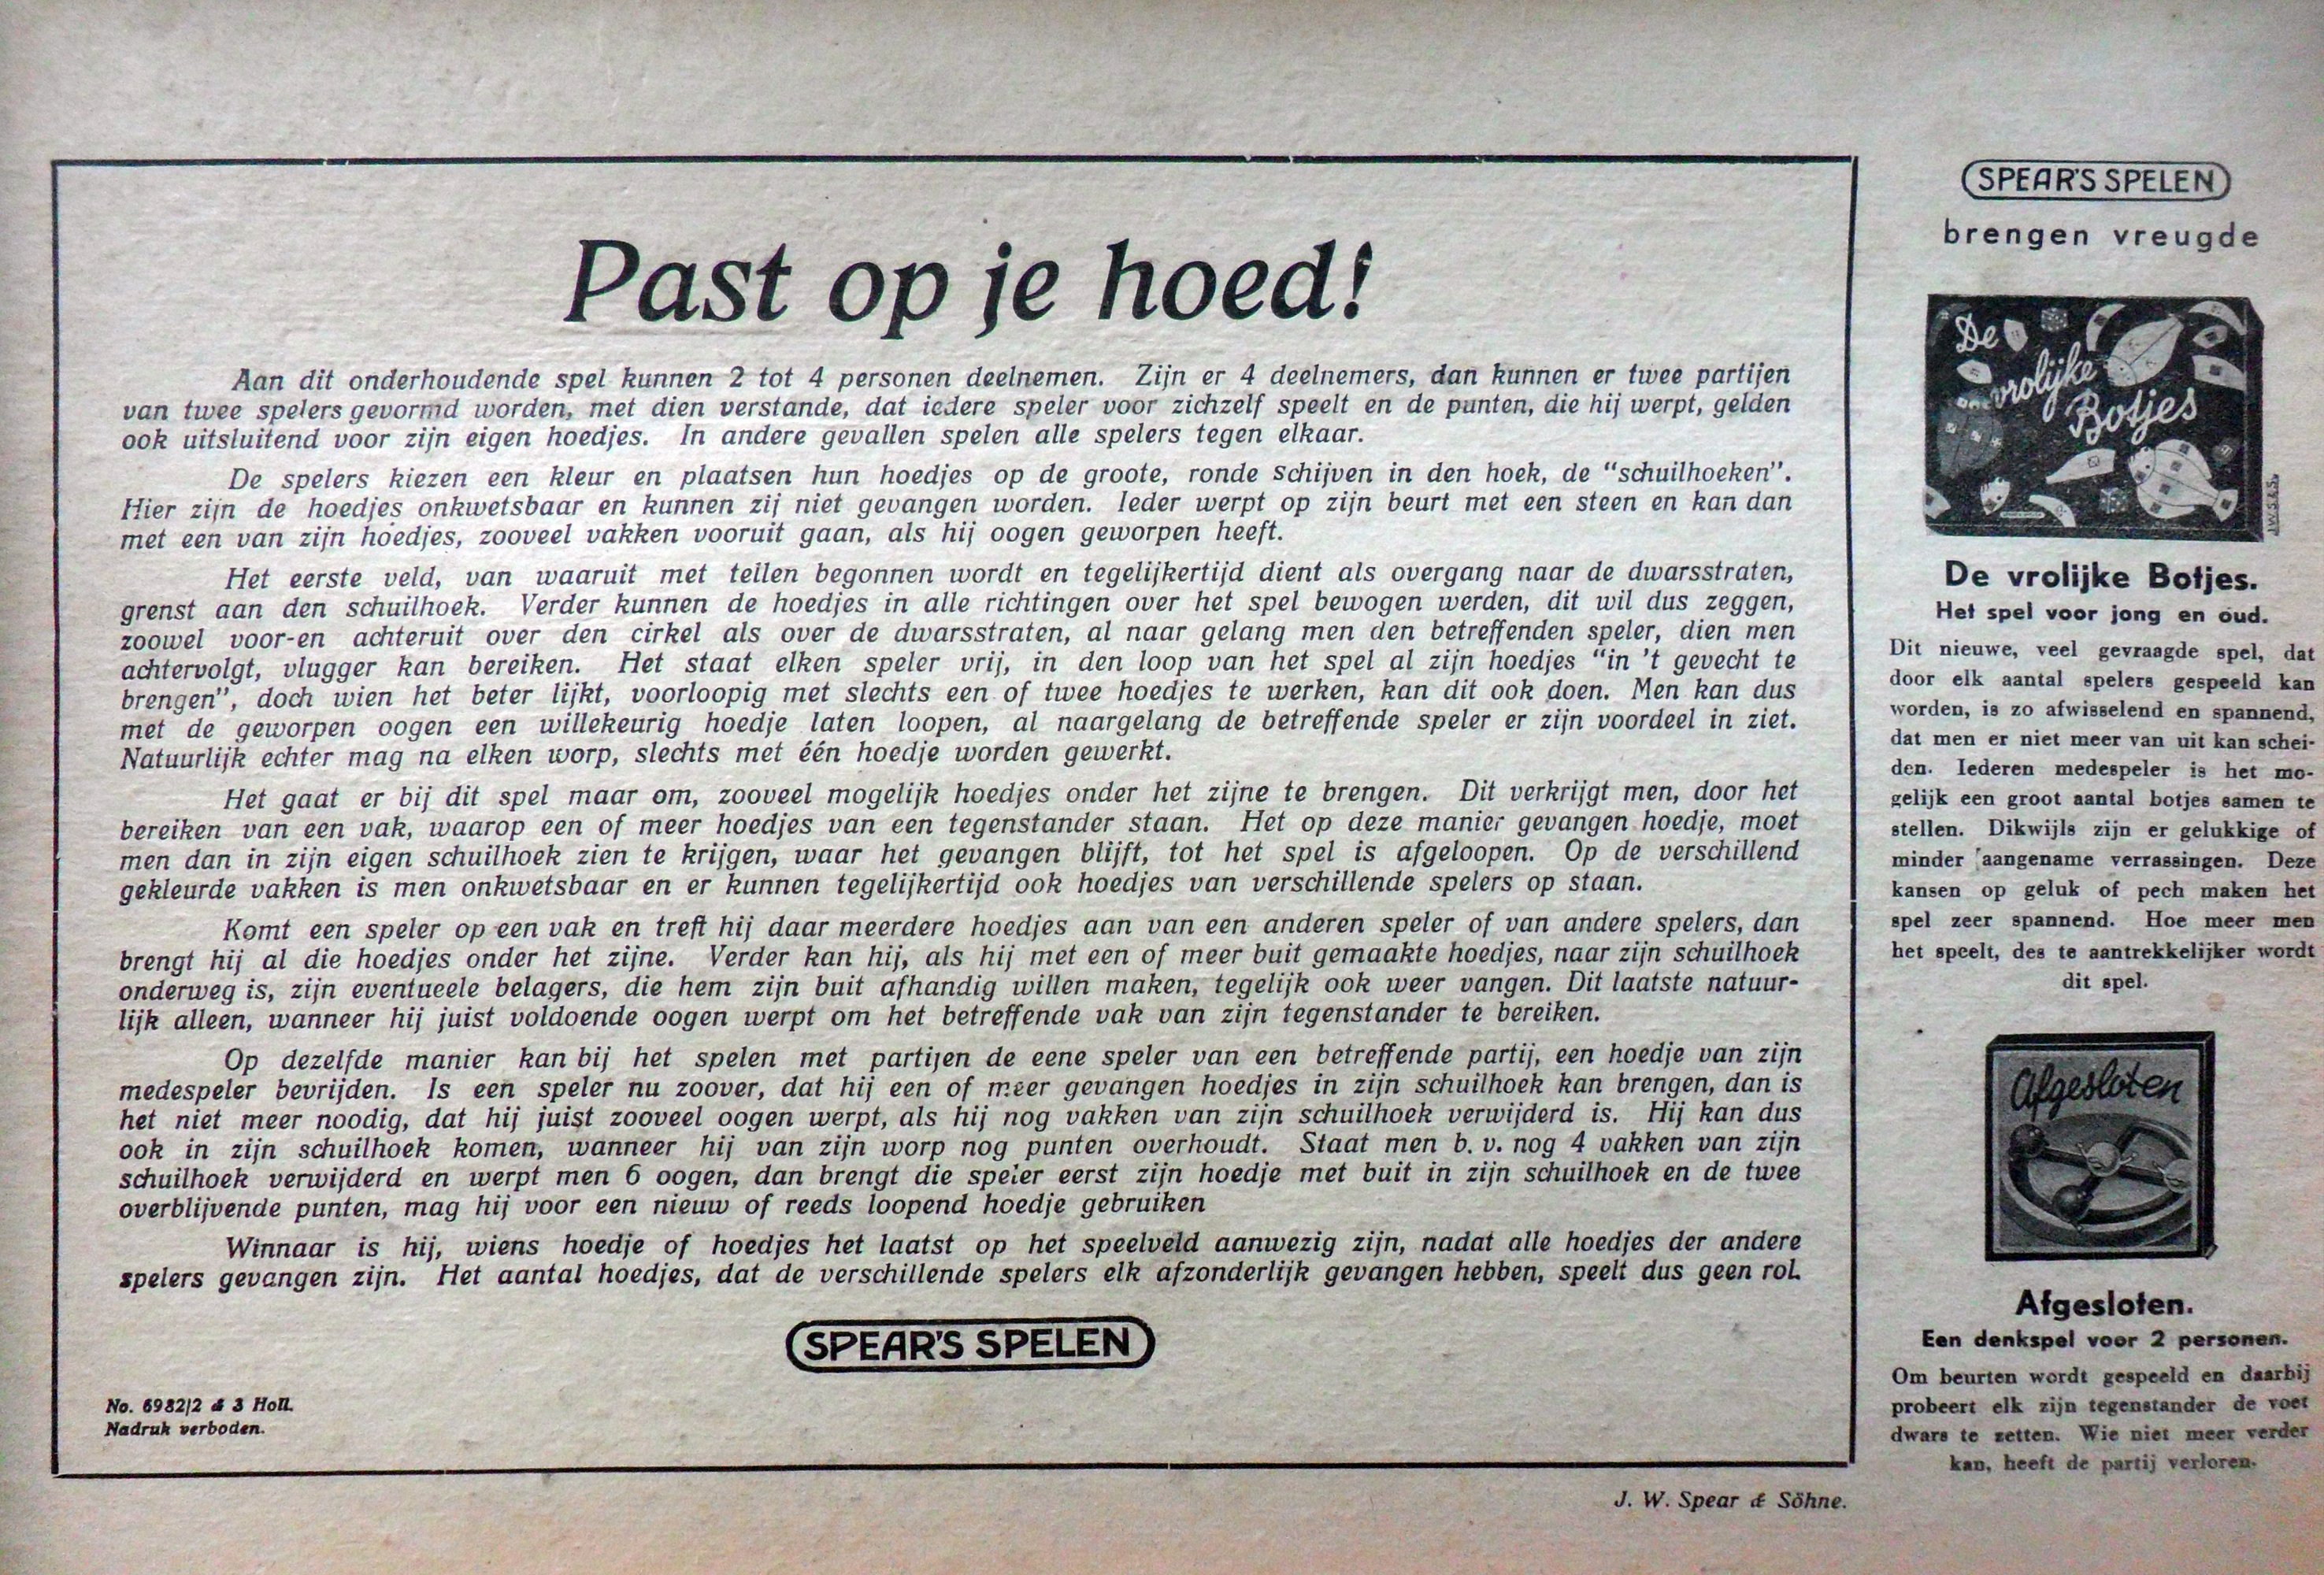 Past op je hoed!
Aan dit onderhoudende spel kunnen 2 tot 4 personen deelnemen. Zijn er 4 deelnemers, dan kunnen er twee partijen
van twee spelers gevormd worden, met dien verstande, dat iedere speler voor zichzelf speelt en de punten, die hij werpt, gelden
ook uitsluitend voor zijn eigen hoedjes. In andere gevallen spelen alle spelers tegen elkaar.
De spelers kiezen een kleur en plaatsen hun hoedjes op de groote, ronde schijven in den hoek, de “schuilhoeken”.
Hier zijn de hoedjes onkwetsbaar en kunnen zij niet gevangen worden. Ieder werpt op zijn beurt met een steen en kan dan
met een van zijn hoedjes, zooveel vakken vooruit gaan, als hij oogen geworpen heeft.
Het eerste veld, van waaruit met tellen begonnen wordt en tegelijkertijd dient als overgang naar de dwarsstraten,
grenst aan den schuilhoek. Verder kunnen de hoedjes in alle richtingen over het spel bewogen werden, dit wil dus zeggen,
zoowel voor-en achteruit over den cirkel als over de dwarsstraten, al naar gelang men den betreffenden speler, dien men
achtervolgt, vlugger kan bereiken. Het staat elken speler vrij, in den loop van het spel al zijn hoedjes “in 't gevecht te
brengen”, doch wien het beter lijkt, voorloopig met slechts een of twee hoedjes te werken, kan dit ook doen. Men kan dus
met de geworpen oogen een willekeurig hoedje laten loopen, al naargelang de betreffende speler er zijn voordeel in ziet.
Natuurlijk echter mag na elken worp, slechts met één hoedje worden gewerkt.
Het gaat er bij dit spel maar om, zooveel mogelijk hoedjes onder het zijne te brengen. Dit verkrijgt men, door het
bereiken van een vak, waarop een of meer hoedjes van een tegenstander staan. Het op deze manier gevangen hoedje, moet
men dan in zijn eigen schuilhoek zien te krijgen, waar het gevangen blijft, tot het spel is afgeloopen. Op de verschillend
gekleurde vakken is men onkwetsbaar en er kunnen tegelijkertijd ook hoedjes van verschillende spelers op staan.
Komt een speler op een vak en treft hij daar meerdere hoedjes aan van een anderen speler of van andere spelers, dan
brengt hij al die hoedjes onder het zijne. Verder kan hij, als hij met een of meer buit gemaakte hoedjes, naar zijn schuilhoek
onderweg is, zijn eventueele belagers, die hem zijn buit afhandig willen maken, tegelijk ook weer vangen. Dit laatste natuur-
lijk alleen, wanneer hij juist voldoende oogen werpt om het betreffende vak van zijn tegenstander te bereiken.
Op dezelfde manier kan bij het spelen met partijen de eene speler van een betreffende partij, een hoedje van zijn
medespeler bevrijden. Is een speler nu zoover, dat hij een of meer gevangen hoedjes in zijn schuilhoek kan brengen, dan is
het niet meer noodig, dat hij juist zooveel oogen werpt, als hij nog vakken van zijn schuilhoek verwijderd is. Hij kan dus
ook in zijn schuilhoek komen, wanneer hij van zijn worp nog punten overhoudt. Staat men b. v. nog 4 vakken van zijn
schuilhoek verwijderd en werpt men 6 oogen, dan brengt die speler eerst zijn hoedje met buit in zijn schuilhoek en de twee
overblijvende punten, mag hij voor een nieuw of reeds loopend hoedje gebruiken
Winnaar is hij, wiens hoedje of hoedjes het laatst op het speelveld aanwezig zijn, nadat alle hoedjes der andere
spelers gevangen zijn. Het aantal hoedjes, dat de verschillende spelers elk afzonderlijk gevangen hebben, speelt dus geen rol.
SPEAR'S SPELEN
No. 6982/2 & 3 Holl.
Nadruk verboden.
J. W. Spear & Söhne.
SPEAR'S SPELEN
brengen vreugde
De
vrolijke
Botjes
J.W.S.&S.
De vrolijke Botjes.
Het spel voor jong en oud.
Dit nieuwe, veel gevraagde spel, dat
door elk aantal spelers gespeeld kan
worden, is zo afwisselend en spannend,
dat men er niet meer van uit kan schei-
den. Iederen medespeler is het mo-
gelijk een groot aantal botjes samen te
stellen. Dikwijls zijn er gelukkige of
minder aangename verrassingen. Deze
kansen op geluk of pech maken het
spel zeer spannend. Hoe meer men
het speelt, des te aantrekkelijker wordt
dit spel.
Afgesloten
Afgesloten.
Een denkspel voor 2 personen.
Om beurten wordt gespeeld en daarbij
probeert elk zijn tegenstander de voet
dwars te zetten. Wie niet meer verder
kan, heeft de partij verloren.